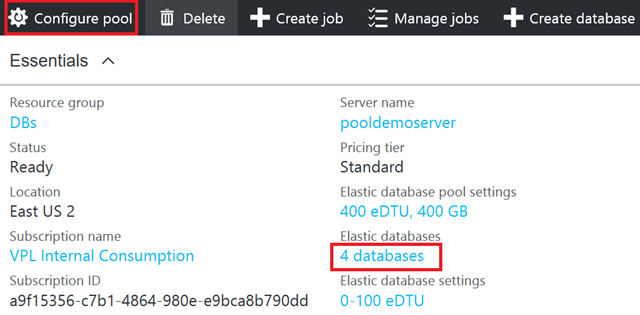 Configure pool Delete Create job Manage jobs Create database
Essentials
Resource group
DBs
Status
Ready
Location
East US 2
Subscription name
VPL Internal Consumption
Subscription ID
a9f15356-c7b1-4864-980e-e9bca8b790dd
Server name
pooldemoserver
Pricing tier
Standard
Elastic database pool settings
400 eDTU, 400 GB
Elastic databases
4 databases
Elastic database settings
0-100 eDTU